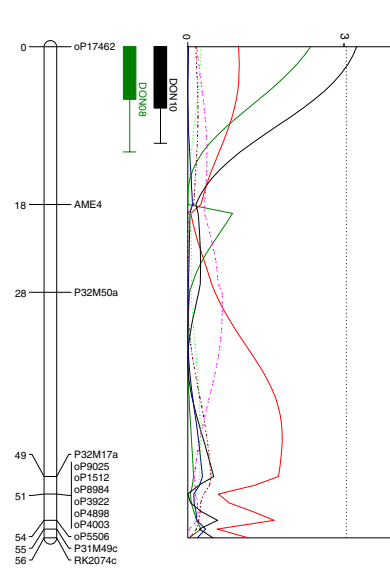 0 3
0 oP17462
DON08
DON10
18 AME4
28 P32M50a
49 P32M17a
oP9025
oP1512
51 oP8984
oP3922
oP4898
oP4003
54 oP5506
55 P31M49c
56 RK2074c